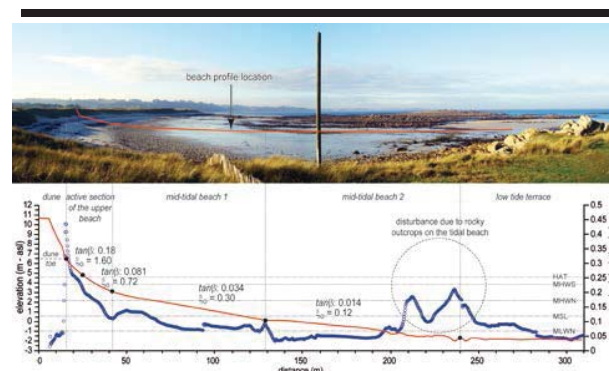 beach profile location
dune
active section
of the upper
beach
mid-tidal beach 1
mid-tidal beach 2
low tide terrace
12
11
10
9
8
7
6
5
4
3
2
1
0
-1
-2
-3
elevation (m - asl)
dune
toe
tanβ: 0.18
= 1.60
tanβ: 0.081
= 0.72
tanβ: 0.034
= 0.30
tanβ: 0.014
= 0.12
disturbance due to rocky
outcrops on the tidal beach
HAT
MHWS
MHWN
MSL
MLWN
0.5
0.45
0.4
0.35
0.3
0.25
0.2
0.15
0.1
0.05
0
0
50
100
150
200
250
300
distance (m)